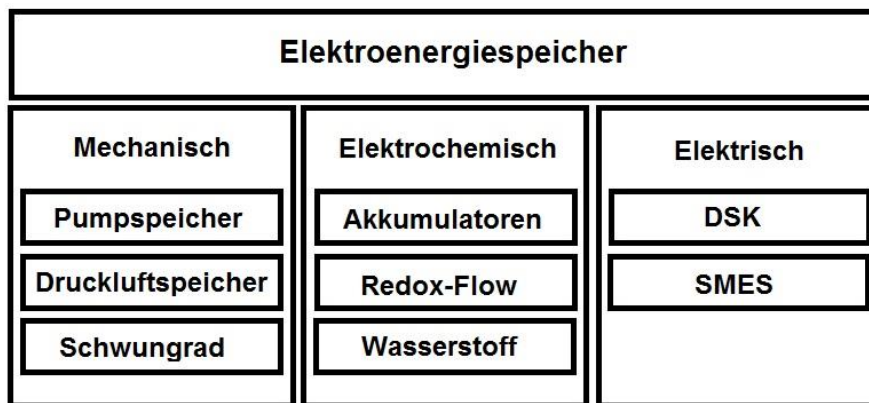 Elektroenergiespeicher
Mechanisch
Pumpspeicher
Druckluftspeicher
Schwungrad
Elektrochemisch
Akkumulatoren
Redox-Flow
Wasserstoff
Elektrisch
DSK
SMES